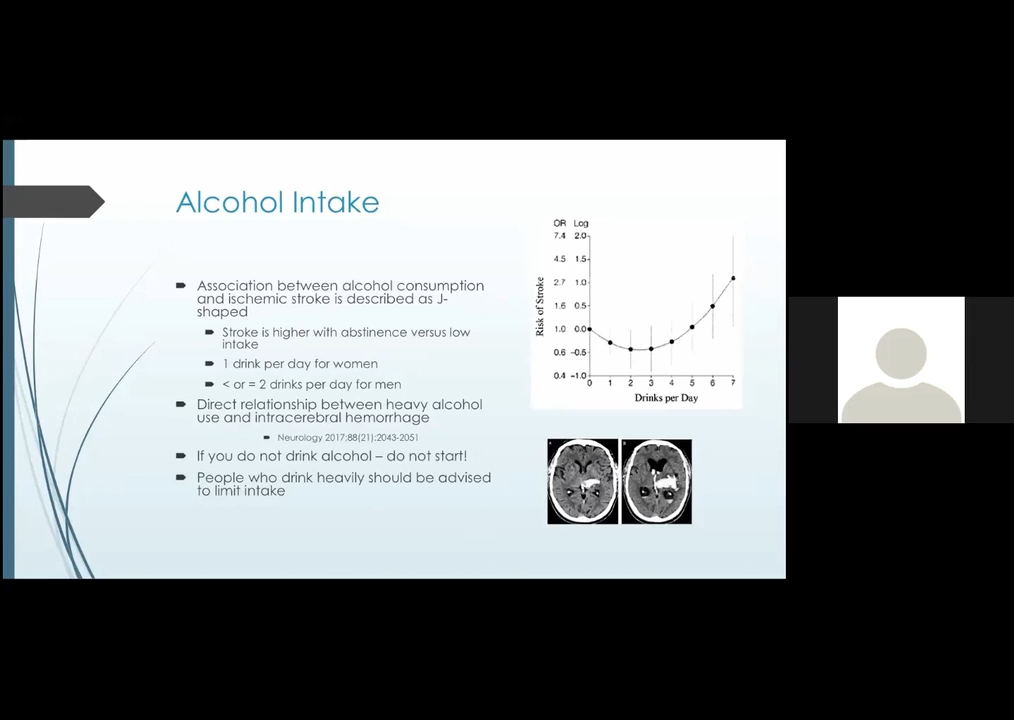 Alcohol Intake
Association between alcohol consumption
and ischemic stroke is described as J-
shaped
Stroke is higher with abstinence versus low
intake
1 drink per day for women
< or = 2 drinks per day for men
Direct relationship between heavy alcohol
use and intracerebral hemorrhage
Neurology 2017;88(21):2043-2051
If you do not drink alcohol – do not start!
People who drink heavily should be advised
to limit intake
OR Log
7.4 2.0
4.5 1.5
2.7 1.0
1.6 0.5
1.0 0.0
0.6 -0.5
0.4 -1.0
Risk of Stroke
0 1 2 3 4 5 6 7
Drinks per Day